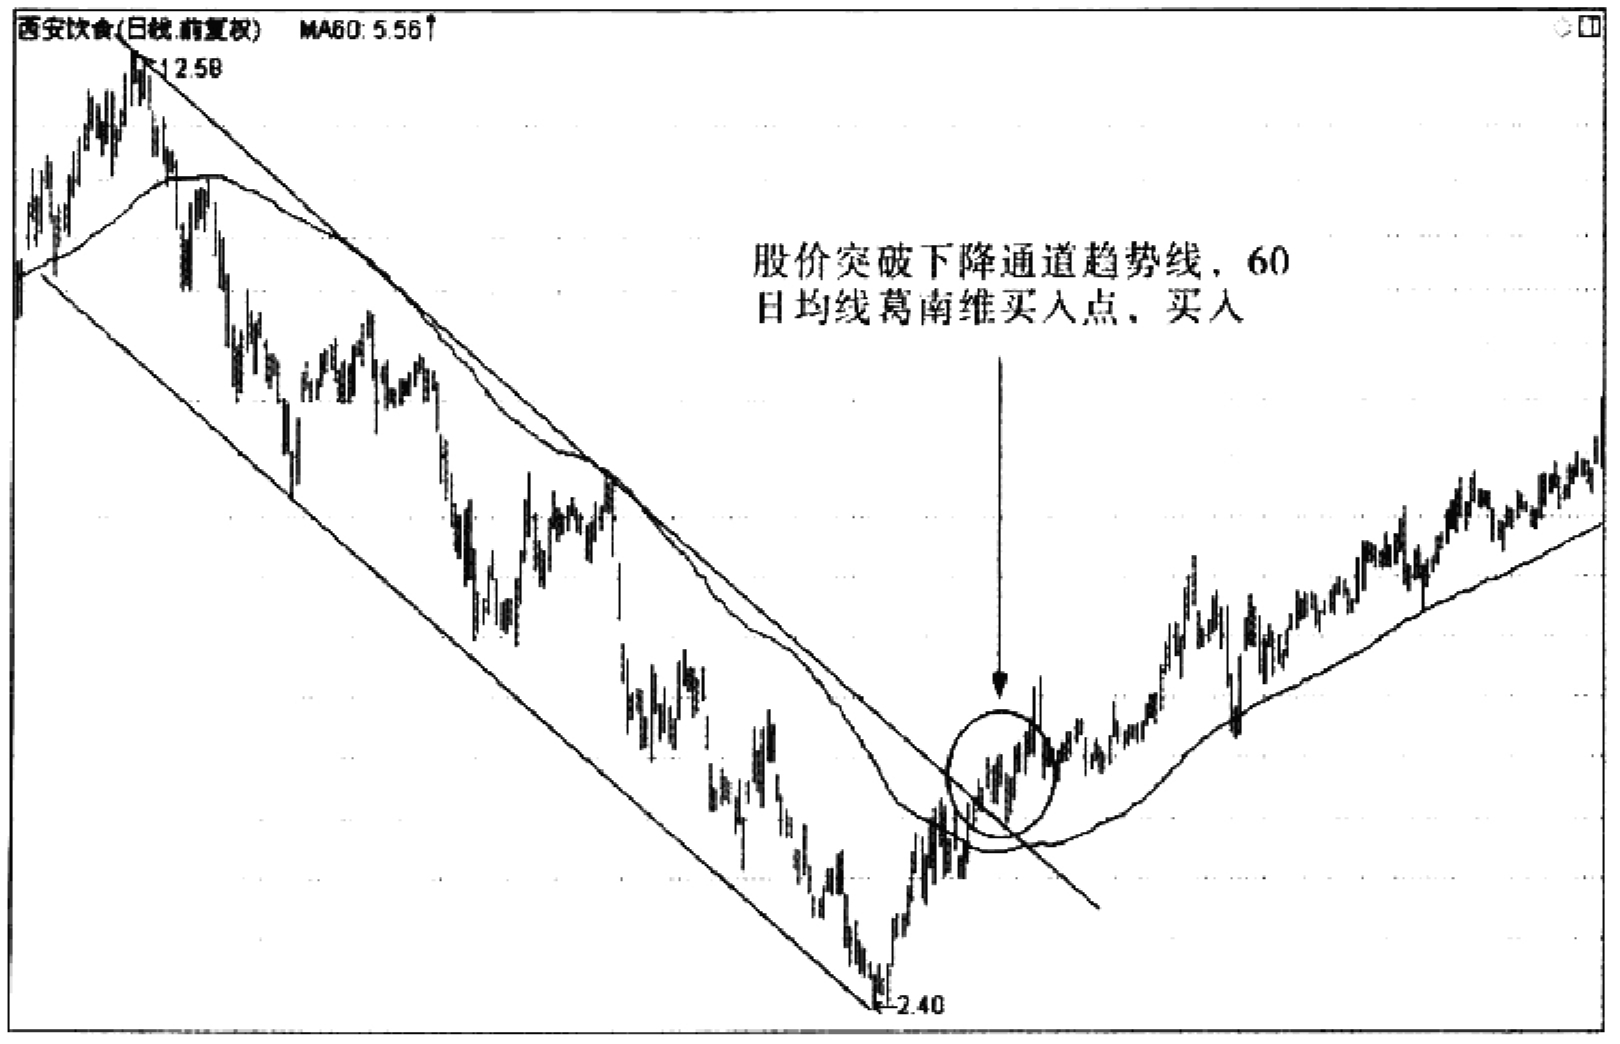 西安饮食(日线.前复权) MA60: 5.56↑
12.58
股价突破下降通道趋势线，60
日均线葛南维买入点，买入
←2.40